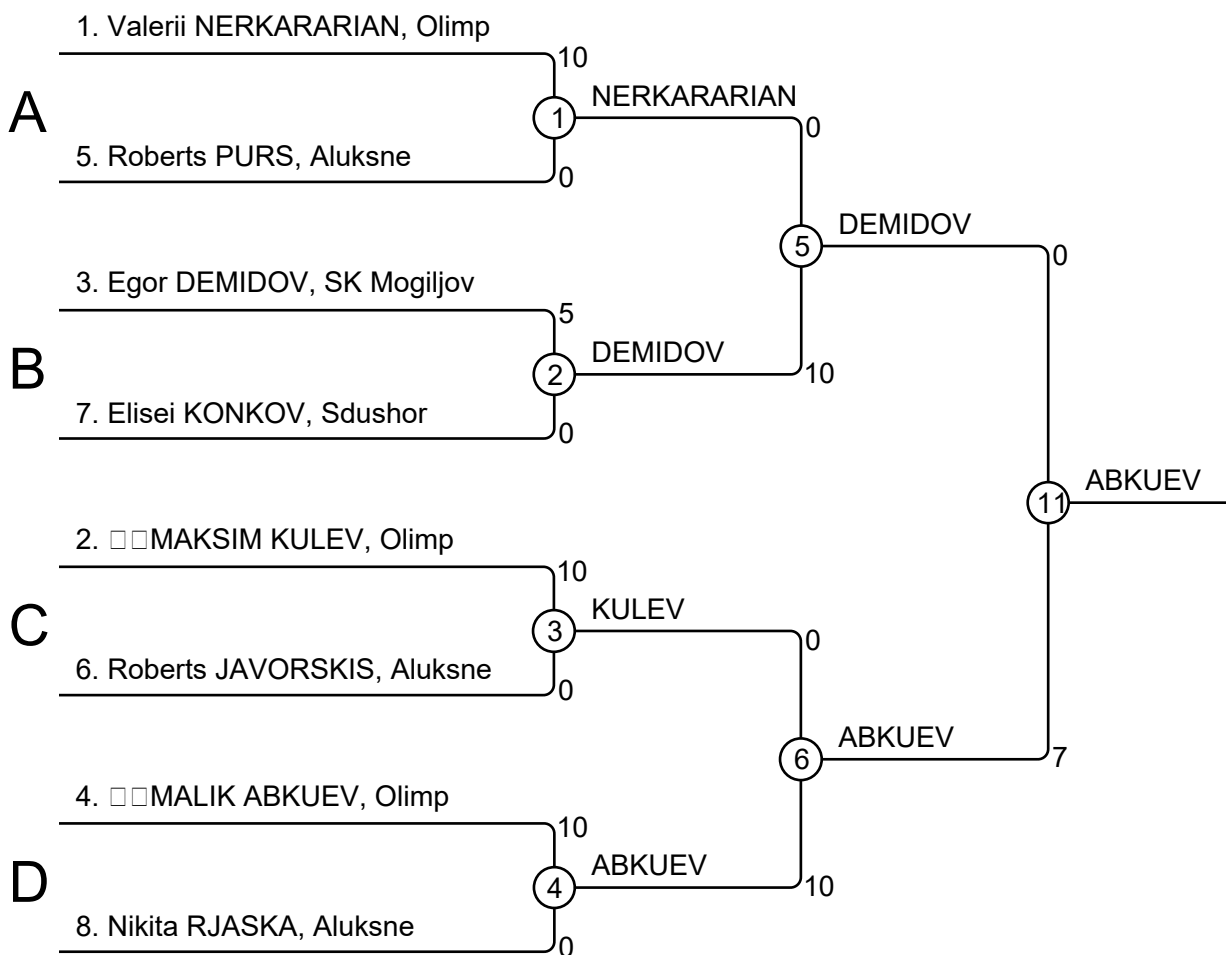 1. Valerii NERKARARIAN, Olimp
10
A
1
NERKARARIAN
0
5. Roberts PURS, Aluksne
0
5
DEMIDOV
0
3. Egor DEMIDOV, SK Mogiljov
5
B
2
DEMIDOV
10
7. Elisei KONKOV, Sdushor
0
11
ABKUEV
2. □□MAKSIM KULEV, Olimp
10
C
3
KULEV
0
6. Roberts JAVORSKIS, Aluksne
0
6
ABKUEV
7
4. □□MALIK ABKUEV, Olimp
10
D
4
ABKUEV
10
8. Nikita RJASKA, Aluksne
0